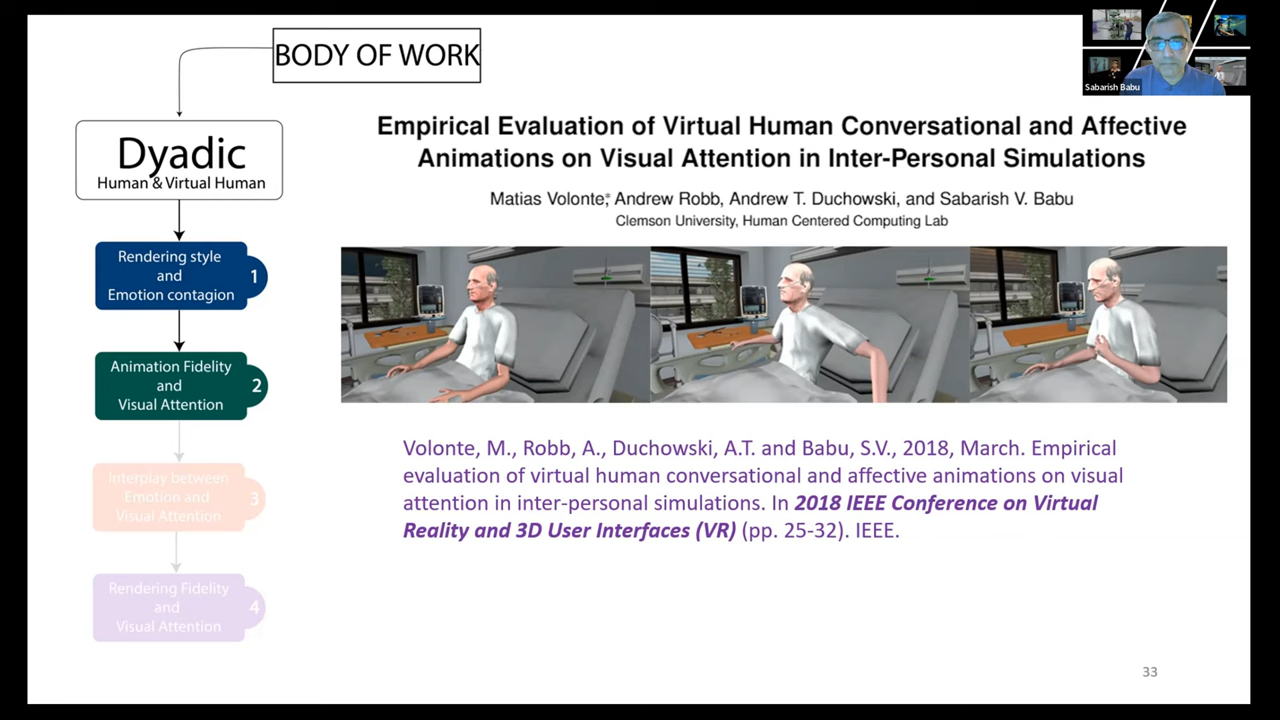 BODY OF WORK
Sabarish Babu
Dyadic
Human & Virtual Human
Rendering style
and
Emotion contagion
1
Animation Fidelity
and
Visual Attention
2
Interplay between
Emotion and
Visual Attention
3
Rendering Fidelity
and
Visual Attention
4
Empirical Evaluation of Virtual Human Conversational and Affective
Animations on Visual Attention in Inter-Personal Simulations
Matias Volonte,* Andrew Robb, Andrew T. Duchowski, and Sabarish V. Babu
Clemson University, Human Centered Computing Lab
Volonte, M., Robb, A., Duchowski, A.T. and Babu, S.V., 2018, March. Empirical
evaluation of virtual human conversational and affective animations on visual
attention in inter-personal simulations. In 2018 IEEE Conference on Virtual
Reality and 3D User Interfaces (VR) (pp. 25-32). IEEE.
33